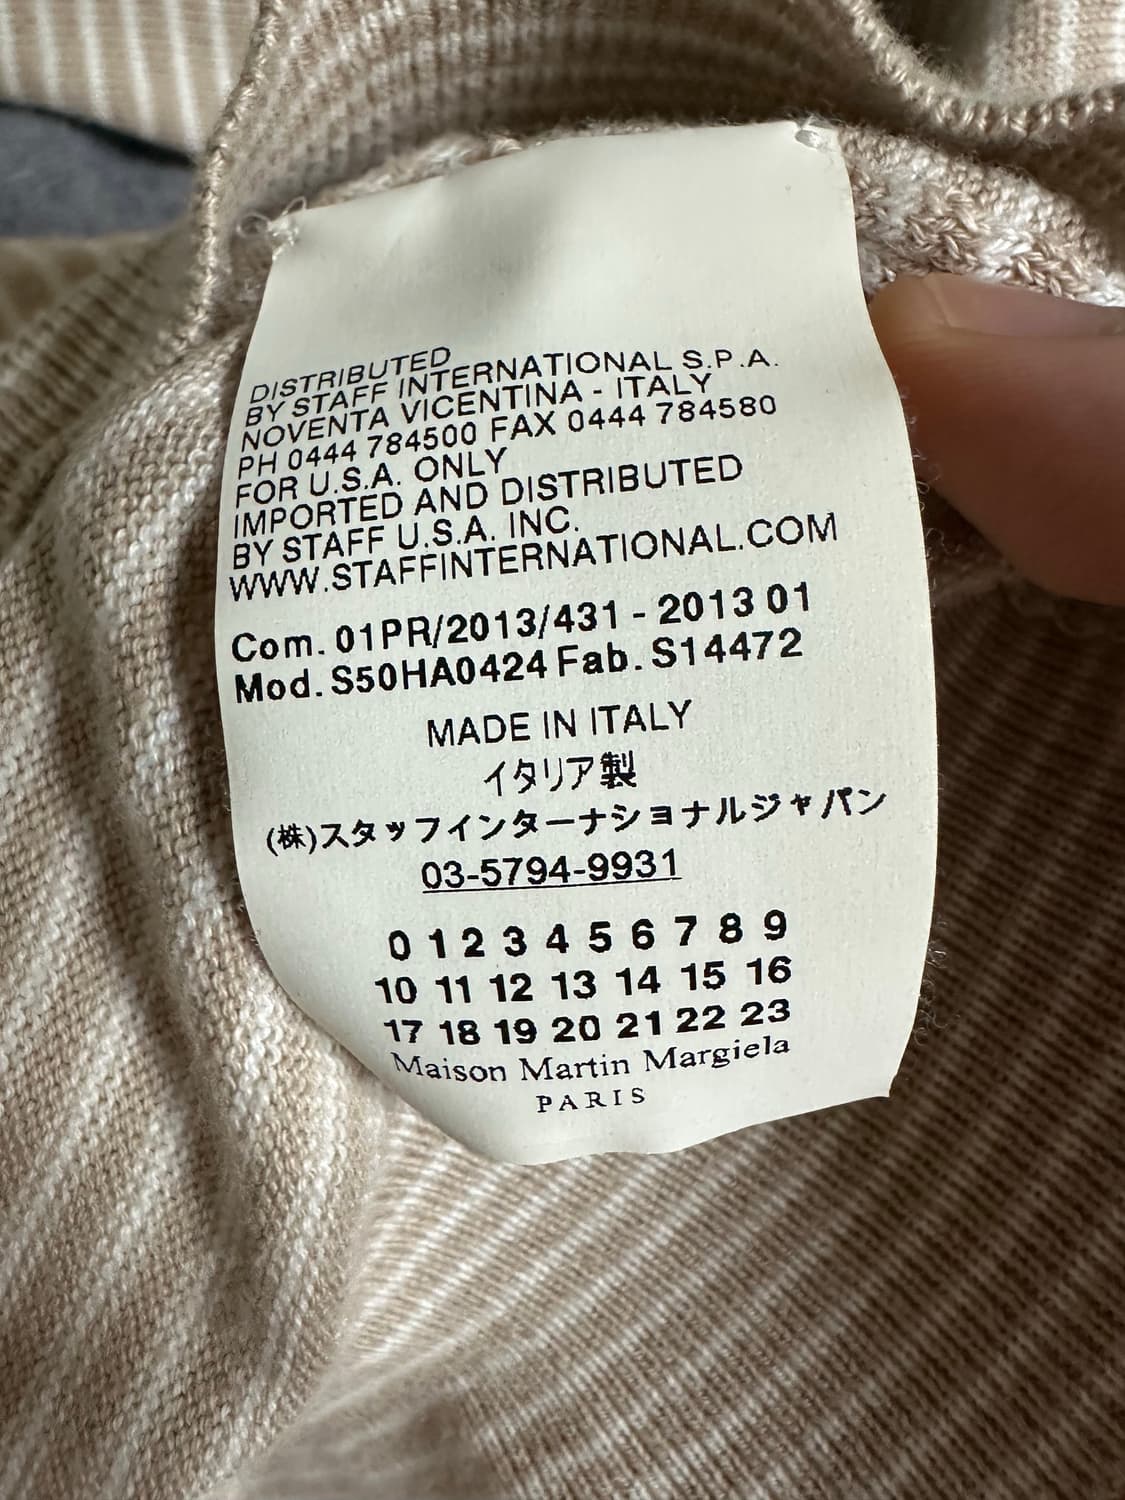 DISTRIBUTED
BY STAFF INTERNATIONAL S.P.A.
NOVENTA VICENTINA - ITALY
PH 0444 784500 FAX 0444 784580
FOR U.S.A. ONLY
IMPORTED AND DISTRIBUTED
BY STAFF U.S.A. INC.
WWW.STAFFINTERNATIONAL.COM
Com. 01PR/2013/431 - 2013 01
Mod. S50HA0424 Fab. S14472
MADE IN ITALY
イタリア製
(株)スタッフインターナショナルジャパン
03-5794-9931
0 1 2 3 4 5 6 7 8 9
10 11 12 13 14 15 16
17 18 19 20 21 22 23
Maison Martin Margiela
PARIS